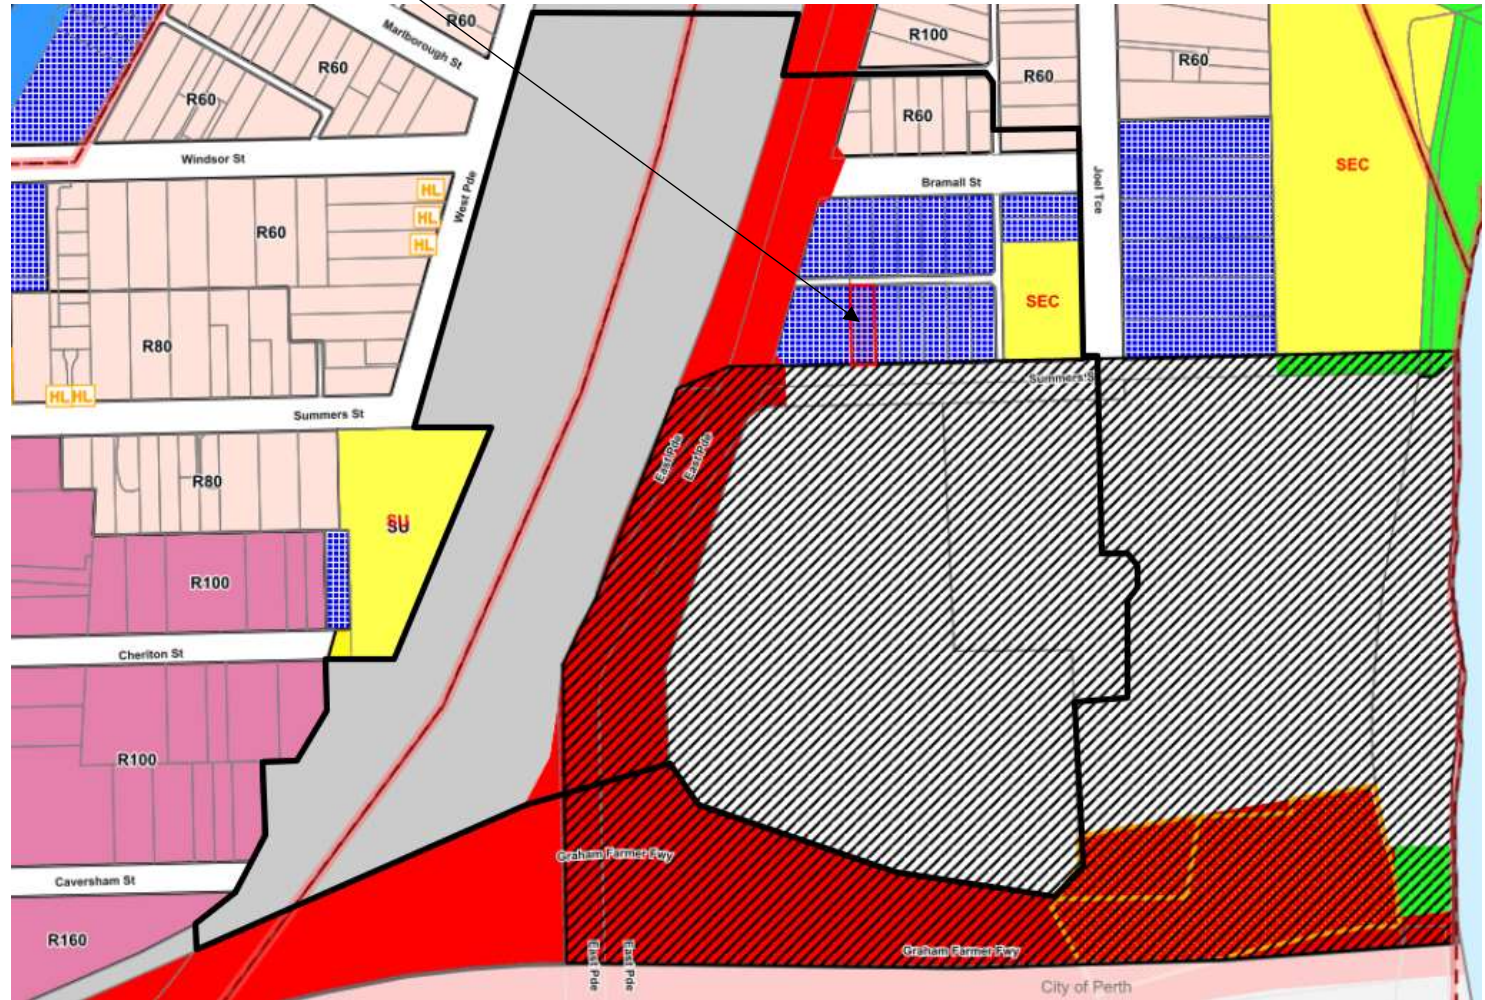 R60
Marlborough St
R100
R60
R60
R60
R60
R60
Windsor St
SEC
Bramall St
Joel Tce
West Pde
HL
HL
HL
R60
SEC
R80
Summers St
HL
HL
Summers St
East Pde
East Pde
R80
SU
R100
Cheriton St
R100
Graham Farmer Fwy
Caversham St
R160
East Pde
East Pde
Graham Farmer Fwy
City of Perth